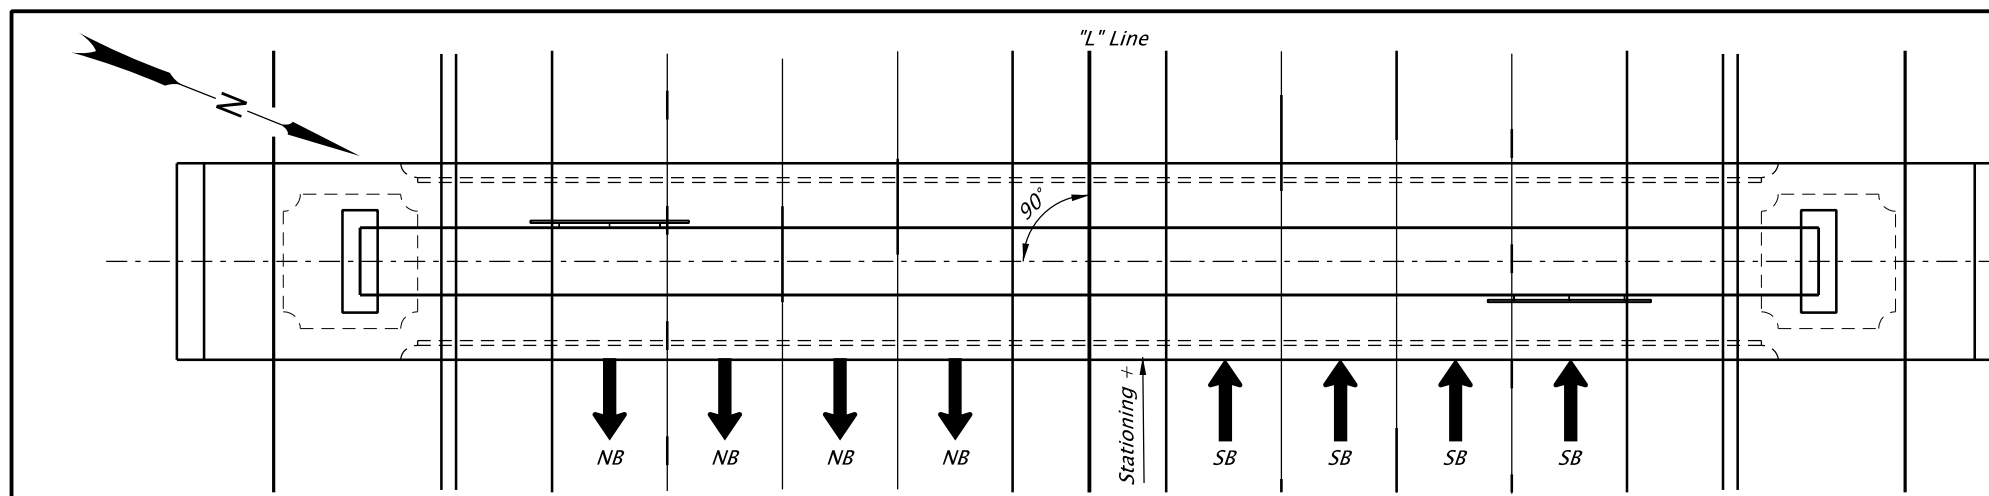 "L" Line
N
90°
Stationing +
NB
NB
NB
NB
SB
SB
SB
SB